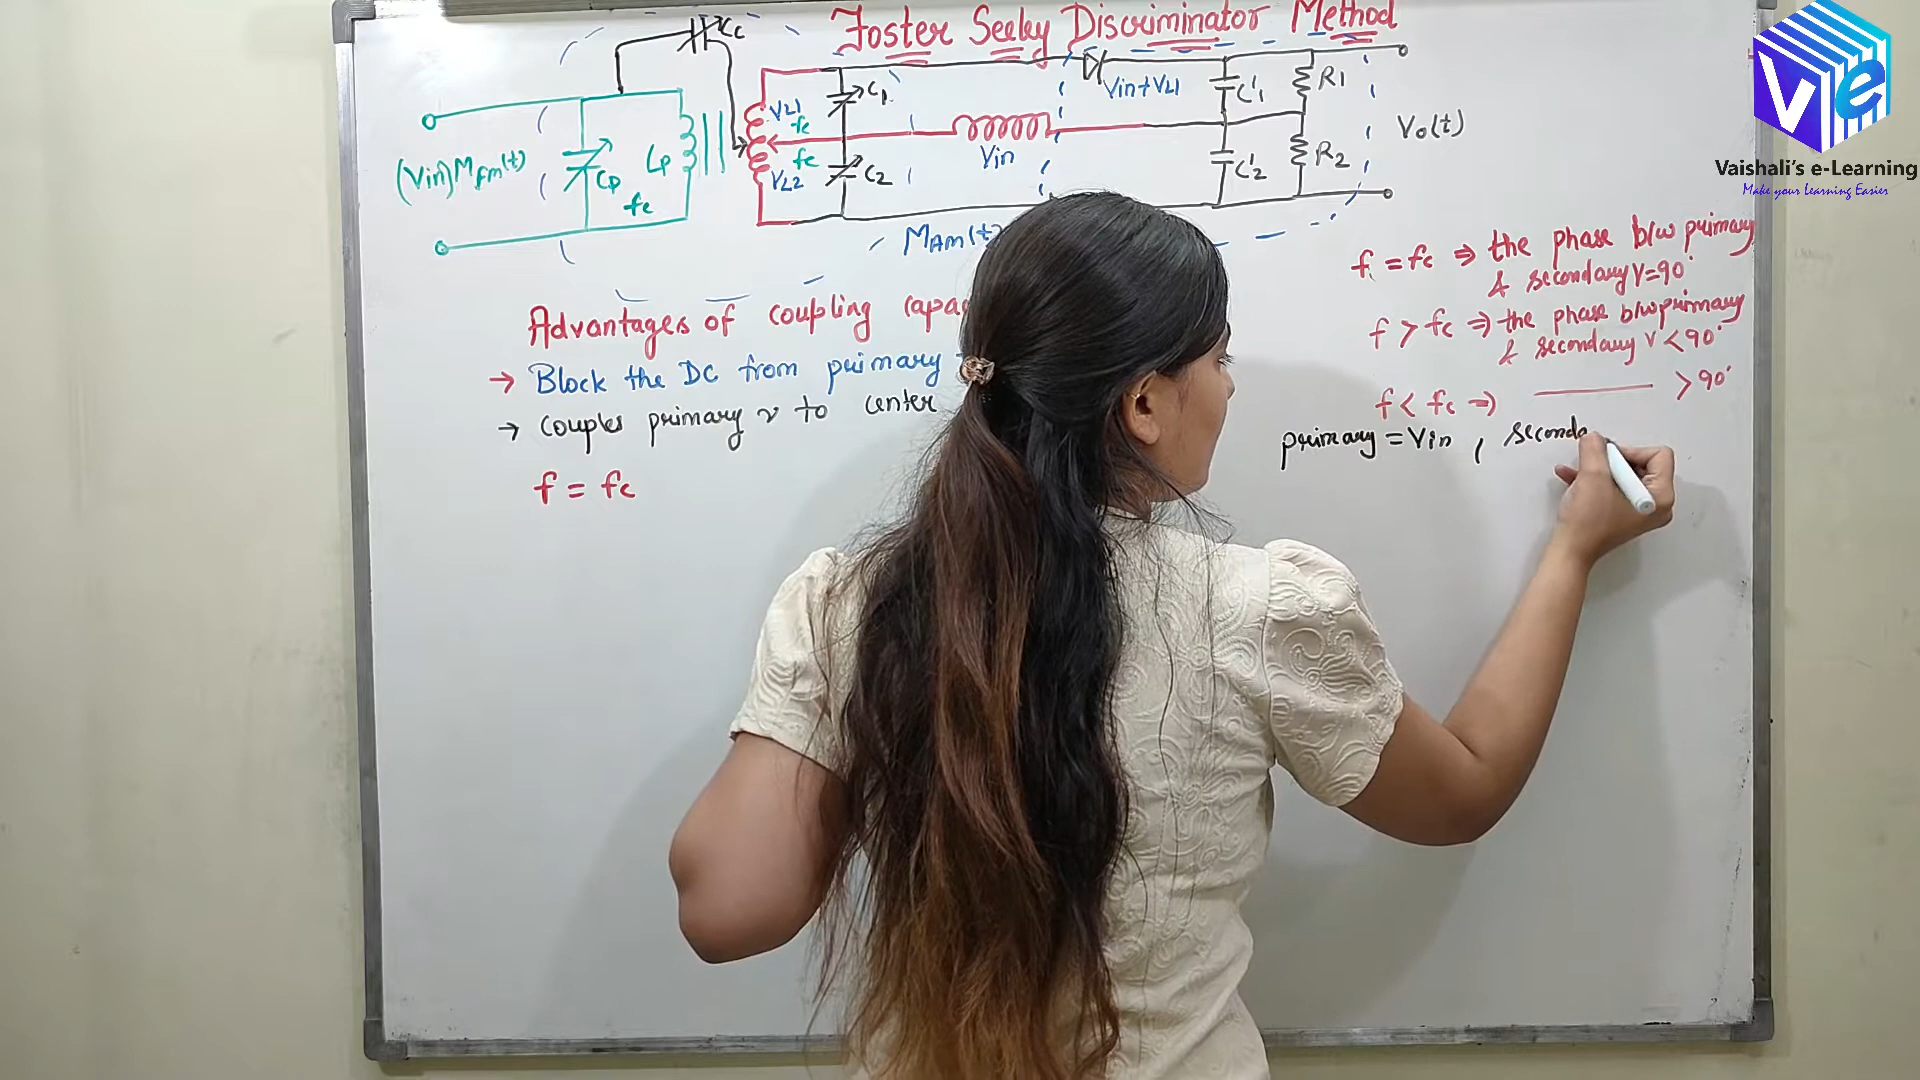 Foster Seeley Discriminator Method
Cc
VL1
fc
fc
VL2
C1
C2
Vin
Vin+VL1
C'1
C'2
R1
R2
Vo(t)
(Vin) MFm(t)
Cp
Lp
fc
MAm(t)
f = fc ⇒ the phase b/w primary
& secondary V=90°
f > fc ⇒ the phase b/w primary
& secondary V < 90°
f < fc ⇒ ——— > 90°
primary = Vin , seconda
Advantages of coupling capa
→ Block the DC from primary
→ couples primary v to center
f = fc
Ve
Vaishali's e-Learning
Make your Learning Easier